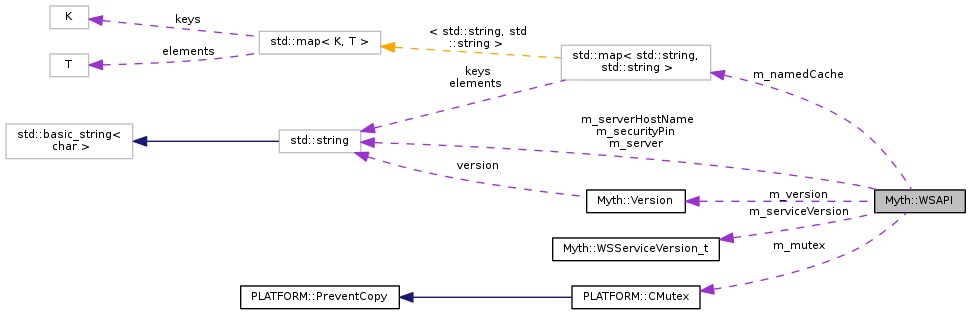 K
keys
std::map< K, T >
< std::string, std
::string >
T
elements
std::map< std::string,
std::string >
m_namedCache
keys
elements
std::basic_string<
char >
std::string
m_serverHostName
m_securityPin
m_server
version
Myth::Version
m_version
Myth::WSAPI
m_serviceVersion
Myth::WSServiceVersion_t
m_mutex
PLATFORM::PreventCopy
PLATFORM::CMutex